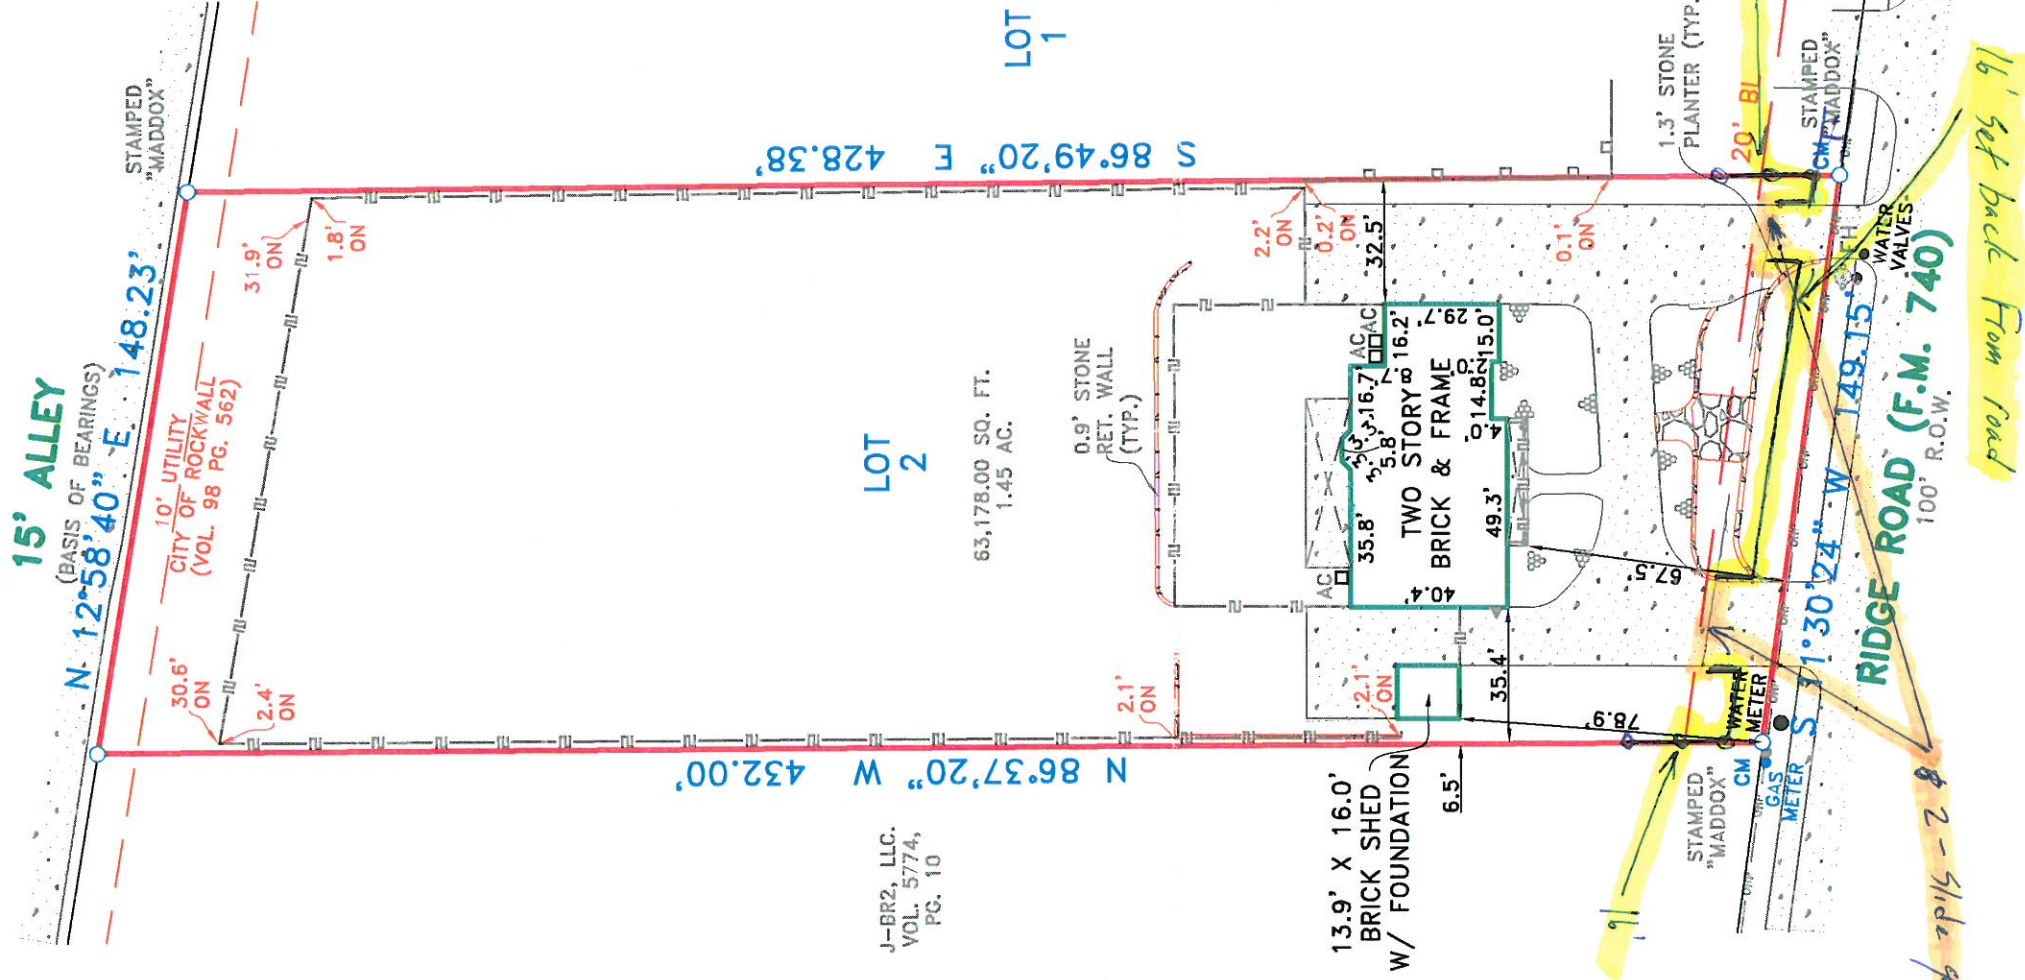 15' ALLEY
(BASIS OF BEARINGS)
N 12°58'40" E 148.23'
10' UTILITY
CITY OF ROCKWALL
(VOL. 98 PG. 562)
STAMPED
"MADDOX"
LOT
1
S 86°49'20" E 428.38'
31.9'
ON
1.8'
ON
30.6'
ON
2.4'
ON
2.2'
ON
0.2'
ON
0.1'
ON
2.1'
ON
2.1'
ON
LOT
2
63,178.00 SQ. FT.
1.45 AC.
0.9' STONE
RET. WALL
(TYP.)
N 86°37'20" W 432.00'
J-BR2, LLC.
VOL. 5774,
PG. 10
13.9' X 16.0'
BRICK SHED
W/ FOUNDATION
6.5'
35.4'
78.9'
67.5'
32.5'
AC
AC
AC
TWO STORY
BRICK & FRAME
35.8'
40.4'
49.3'
5.8'
16.7'
8.7'
16.2'
29.7'
15.0'
2.0'
14.8'
4.0'
1.3' STONE
PLANTER (TYP.)
20' BL
STAMPED
"MADDOX"
CM
FH
WATER
VALVES
WATER
METER
STAMPED
"MADDOX"
CM
GAS
METER
S 11°30'24" W 149.15'
RIDGE ROAD (F.M. 740)
100' R.O.W.
16' Set back From road
2 - Slide